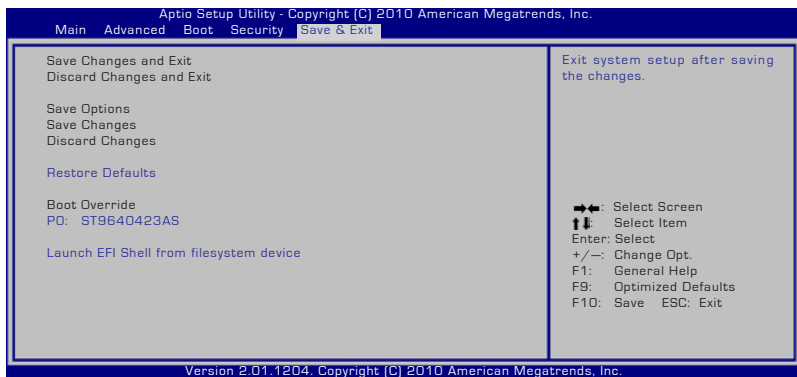 Aptio Setup Utility - Copyright (C) 2010 American Megatrends, Inc.
Main Advanced Boot Security Save & Exit
Save Changes and Exit
Discard Changes and Exit
Save Options
Save Changes
Discard Changes
Restore Defaults
Boot Override
P0: ST9640423AS
Launch EFI Shell from filesystem device
Exit system setup after saving
the changes.
→←: Select Screen
↑↓: Select Item
Enter: Select
+/—: Change Opt.
F1: General Help
F9: Optimized Defaults
F10: Save ESC: Exit
Version 2.01.1204. Copyright (C) 2010 American Megatrends, Inc.